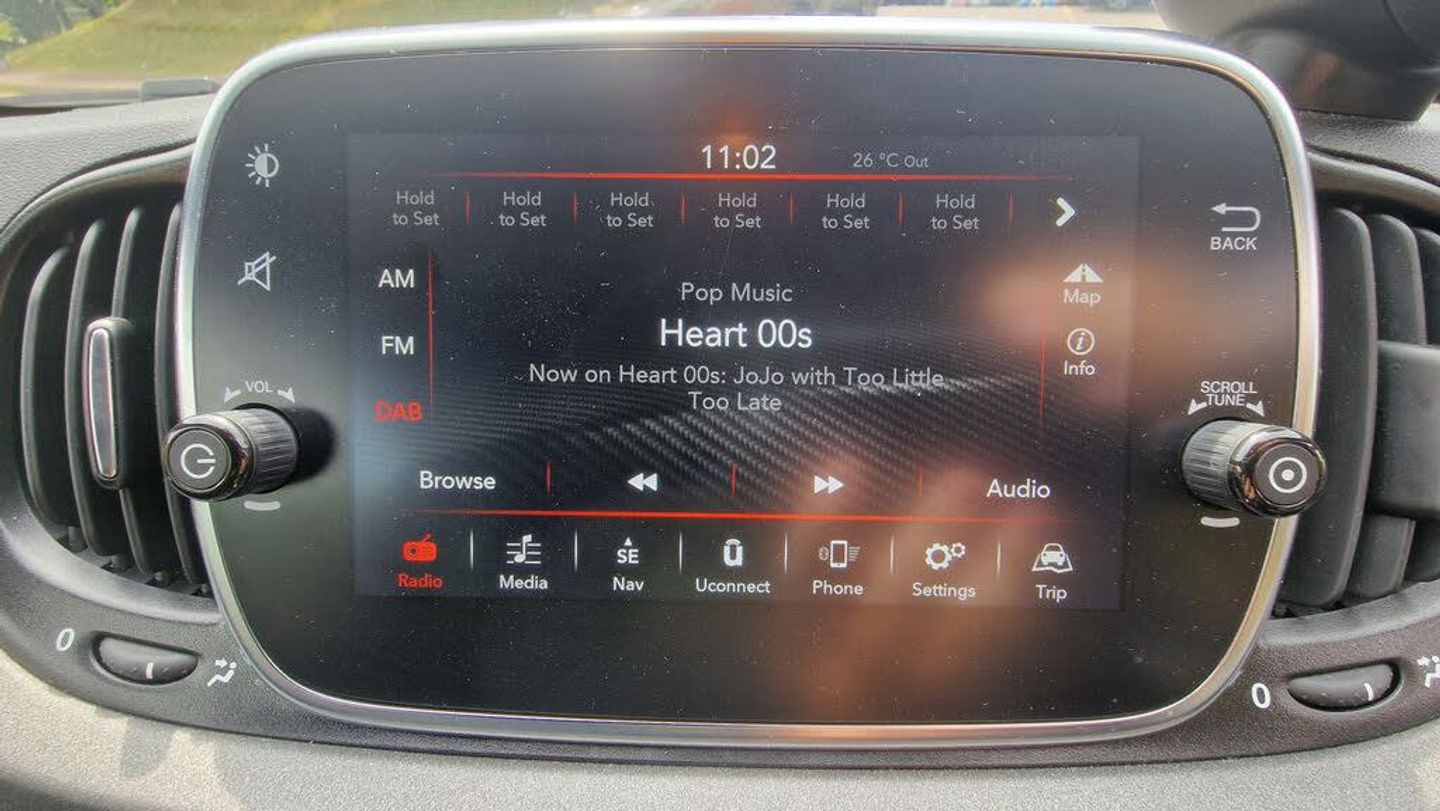 11:02
26 °C Out
Hold to Set
Hold to Set
Hold to Set
Hold to Set
Hold to Set
Hold to Set
BACK
AM
FM
DAB
Pop Music
Heart 00s
Now on Heart 00s: JoJo with Too Little
Too Late
Map
i
Info
VOL
SCROLL
TUNE
Browse
Audio
SE
Radio
Media
Nav
Uconnect
Phone
Settings
Trip
0
0